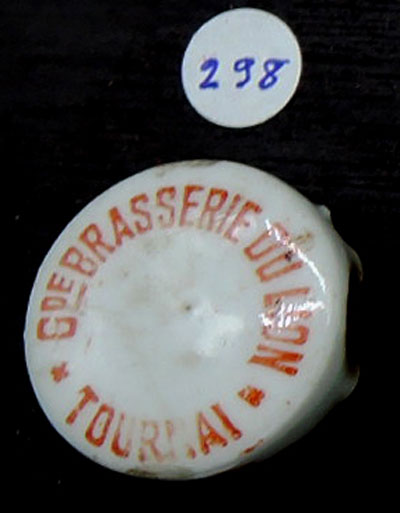 298
GDE BRASSERIE DU LION
* TOURNAI *